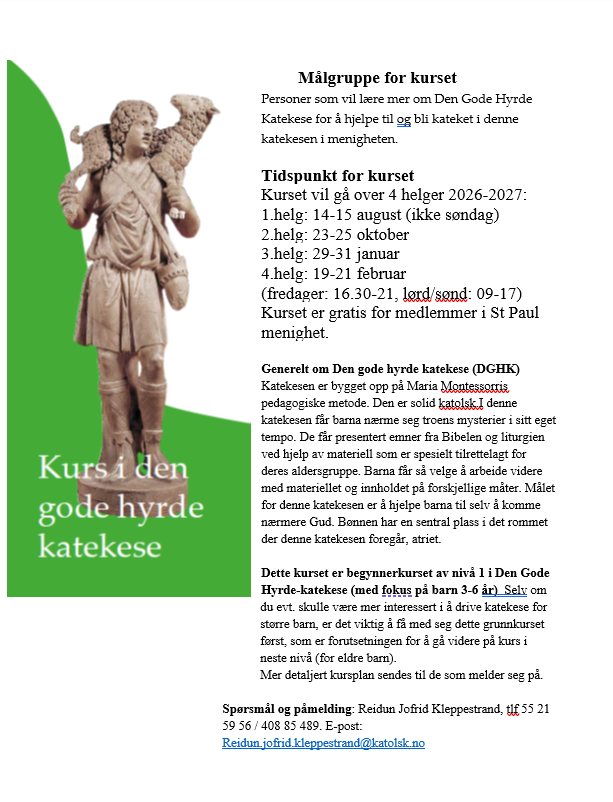 Målgruppe for kurset
Personer som vil lære mer om Den Gode Hyrde
Katekese for å hjelpe til og bli kateket i denne
katekesen i menigheten.
Tidspunkt for kurset
Kurset vil gå over 4 helger 2026-2027:
1.helg: 14-15 august (ikke søndag)
2.helg: 23-25 oktober
3.helg: 29-31 januar
4.helg: 19-21 februar
(fredager: 16.30-21, lørd/sønd: 09-17)
Kurset er gratis for medlemmer i St Paul
menighet.
Generelt om Den gode hyrde katekese (DGHK)
Katekesen er bygget opp på Maria Montessorris
pedagogiske metode. Den er solid katolsk.I denne
katekesen får barna nærme seg troens mysterier i sitt eget
tempo. De får presentert emner fra Bibelen og liturgien
ved hjelp av materiell som er spesielt tilrettelagt for
deres aldersgruppe. Barna får så velge å arbeide videre
med materiellet og innholdet på forskjellige måter. Målet
for denne katekesen er å hjelpe barna til selv å komme
nærmere Gud. Bønnen har en sentral plass i det rommet
der denne katekesen foregår, atriet.
Dette kurset er begynnerkurset av nivå 1 i Den Gode
Hyrde-katekese (med fokus på barn 3-6 år) Selv om
du evt. skulle være mer interessert i å drive katekese for
større barn, er det viktig å få med seg dette grunnkurset
først, som er forutsetningen for å gå videre på kurs i
neste nivå (for eldre barn).
Mer detaljert kursplan sendes til de som melder seg på.
Kurs i den
gode hyrde
katekese
Spørsmål og påmelding: Reidun Jofrid Kleppestrand, tlf 55 21
59 56 / 408 85 489. E-post:
Reidun.jofrid.kleppestrand@katolsk.no